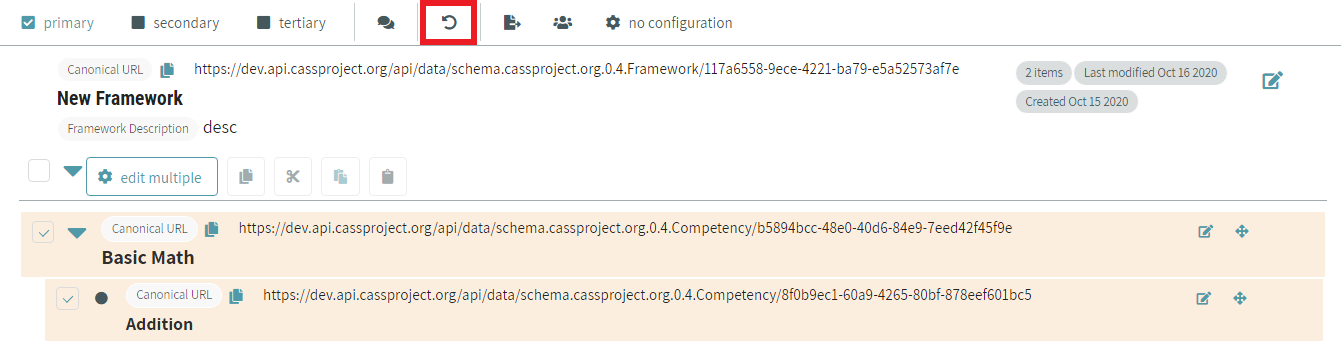 primary secondary tertiary no configuration
Canonical URL https://dev.api.cassproject.org/api/data/schema.cassproject.org.0.4.Framework/117a6558-9ece-4221-ba79-e5a52573af7e 2 items Last modified Oct 16 2020
New Framework Created Oct 15 2020
Framework Description desc
edit multiple
Canonical URL https://dev.api.cassproject.org/api/data/schema.cassproject.org.0.4.Competency/b5894bcc-48e0-40d6-84e9-7eed42f45f9e
Basic Math
Canonical URL https://dev.api.cassproject.org/api/data/schema.cassproject.org.0.4.Competency/8f0b9ec1-60a9-4265-80bf-878eef601bc5
Addition